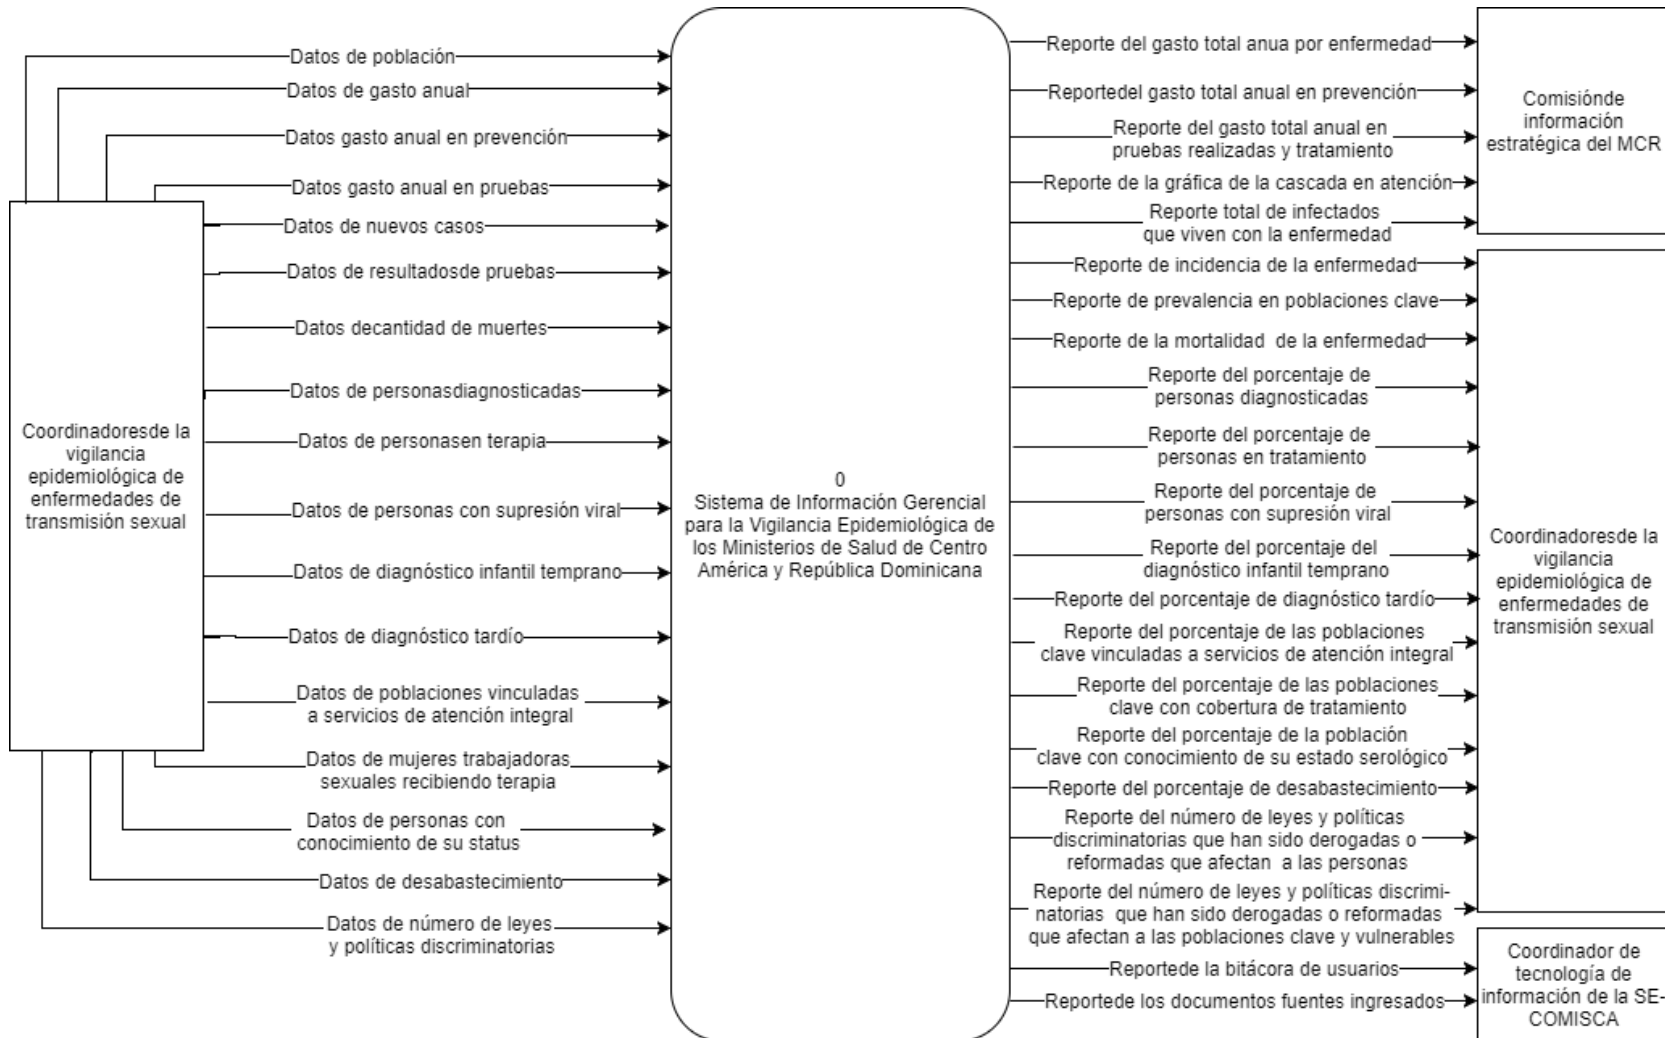 Datos de población
Datos de gasto anual
Datos gasto anual en prevención
Datos gasto anual en pruebas
Datos de nuevos casos
Datos de resultadosde pruebas
Datos decantidad de muertes
Datos de personasdiagnosticadas
Datos de personasen terapia
Datos de personas con supresión viral
Datos de diagnóstico infantil temprano
Datos de diagnóstico tardío
Datos de poblaciones vinculadas
a servicios de atención integral
Datos de mujeres trabajadoras
sexuales recibiendo terapia
Datos de personas con
conocimiento de su status
Datos de desabastecimiento
Datos de número de leyes
y políticas discriminatorias
Coordinadoresde la
vigilancia
epidemiológica de
enfermedades de
transmisión sexual
0
Sistema de Información Gerencial
para la Vigilancia Epidemiológica de
los Ministerios de Salud de Centro
América y República Dominicana
Reporte del gasto total anua por enfermedad
Reportedel gasto total anual en prevención
Reporte del gasto total anual en
pruebas realizadas y tratamiento
Reporte de la gráfica de la cascada en atención
Reporte total de infectados
que viven con la enfermedad
Reporte de incidencia de la enfermedad
Reporte de prevalencia en poblaciones clave
Reporte de la mortalidad  de la enfermedad
Reporte del porcentaje de
personas diagnosticadas
Reporte del porcentaje de
personas en tratamiento
Reporte del porcentaje de
personas con supresión viral
Reporte del porcentaje del
diagnóstico infantil temprano
Reporte del porcentaje de diagnóstico tardío
Reporte del porcentaje de las poblaciones
clave vinculadas a servicios de atención integral
Reporte del porcentaje de las poblaciones
clave con cobertura de tratamiento
Reporte del porcentaje de la población
clave con conocimiento de su estado serológico
Reporte del porcentaje de desabastecimiento
Reporte del número de leyes y políticas
discriminatorias que han sido derogadas o
reformadas que afectan  a las personas
Reporte del número de leyes y políticas discrimi-
natorias  que han sido derogadas o reformadas
que afectan a las poblaciones clave y vulnerables
Reportede la bitácora de usuarios
Reportede los documentos fuentes ingresados
Comisiónde
información
estratégica del MCR
Coordinadoresde la
vigilancia
epidemiológica de
enfermedades de
transmisión sexual
Coordinador de
tecnología de
información de la SE-
COMISCA